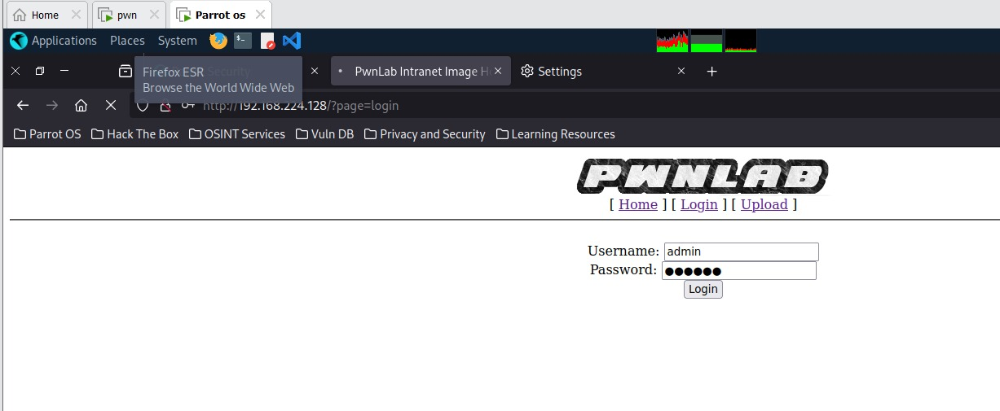 Home pwn Parrot os
Applications Places System
Firefox ESR
Browse the World Wide Web
PwnLab Intranet Image Settings
http://192.168.224.128/?page=login
Parrot OS Hack The Box OSINT Services Vuln DB Privacy and Security Learning Resources
PWNLAB
[ Home ] [ Login ] [ Upload ]
Username: admin
Password: ●●●●●●
Login